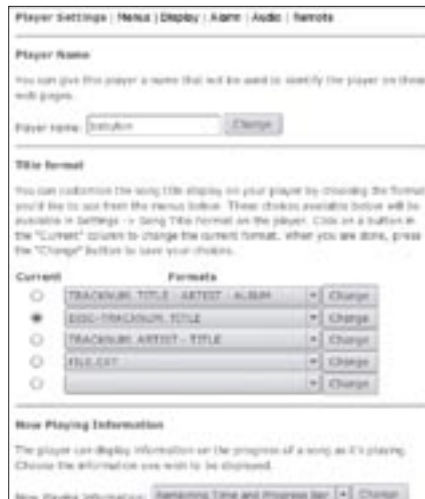 Player Settings | Menus | Display | Alarm | Audio | Remote
Player Name
You can give this player a name that will be used to identify the player on these
web pages.
Player name: Change
Title Format
You can customize the song title display on your player by choosing the formats
you'd like to use from the menus below. These choices available below will be
available in Settings -> Song Title Format on the player. Click on a button in
the "Current" column to change the current format. When you are done, press
the "Change" button to save your choices.
Current Formats
TRACKNUM. TITLE - ARTIST - ALBUM Change
DISC-TRACKNUM. TITLE Change
TRACKNUM. ARTIST - TITLE Change
FILE.EXT Change
Change
Now Playing Information
The player can display information on the progress of a song as it's playing.
Choose the information you wish to be displayed.
Now Playing Information: Remaining Time and Progress Bar Change